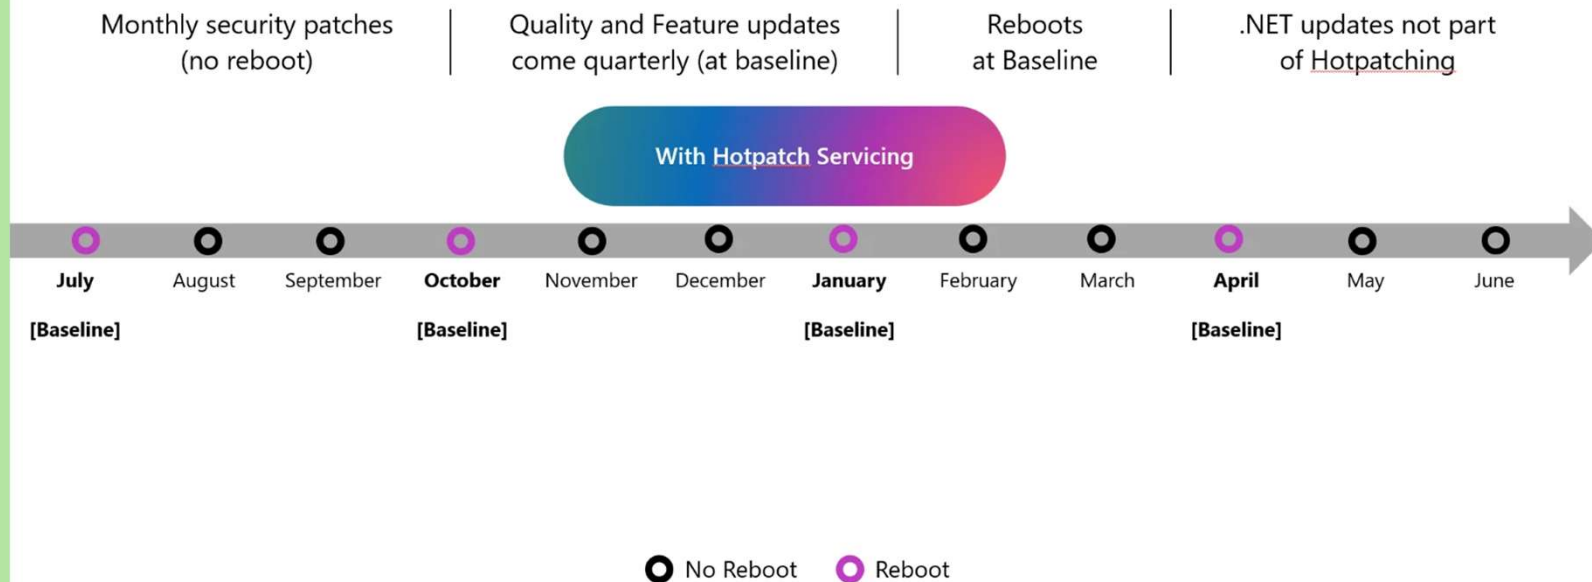 Monthly security patches
(no reboot)
Quality and Feature updates
come quarterly (at baseline)
Reboots
at Baseline
.NET updates not part
of Hotpatching
With Hotpatch Servicing
July
August
September
October
November
December
January
February
March
April
May
June
[Baseline]
[Baseline]
[Baseline]
[Baseline]
No Reboot
Reboot